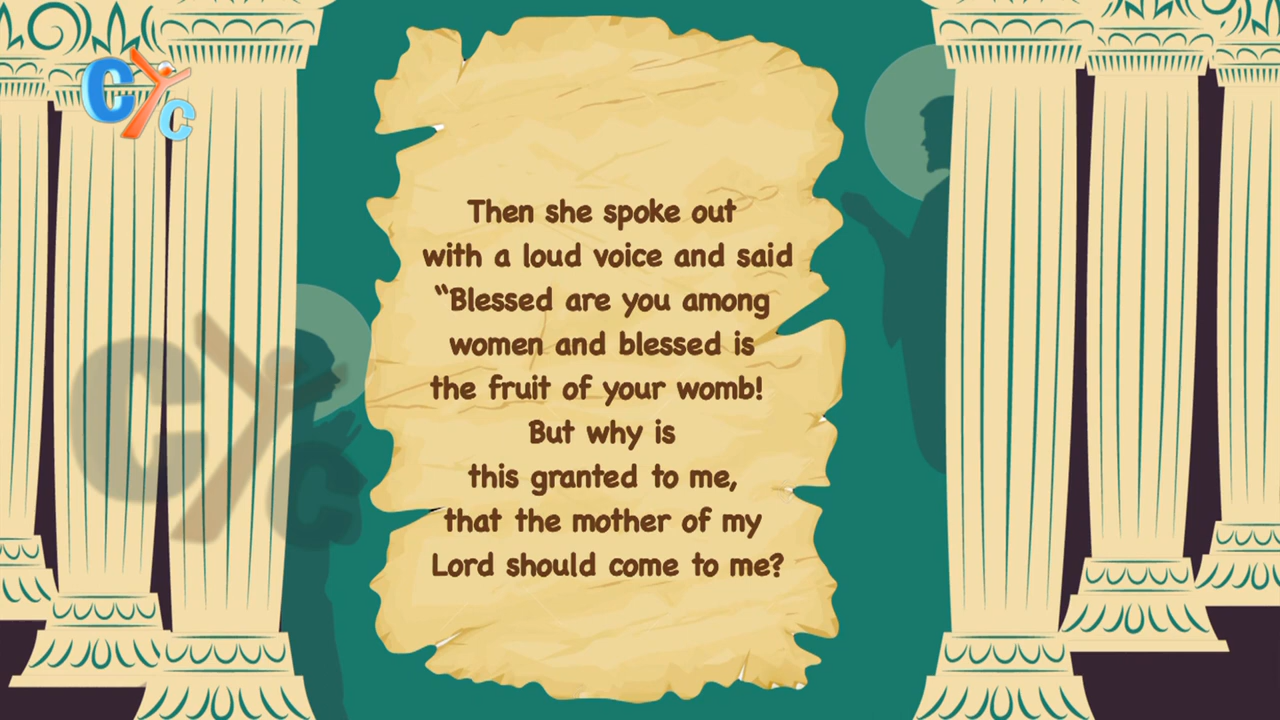 CYC
Then she spoke out
with a loud voice and said
“Blessed are you among
women and blessed is
the fruit of your womb!
But why is
this granted to me,
that the mother of my
Lord should come to me?
CYC